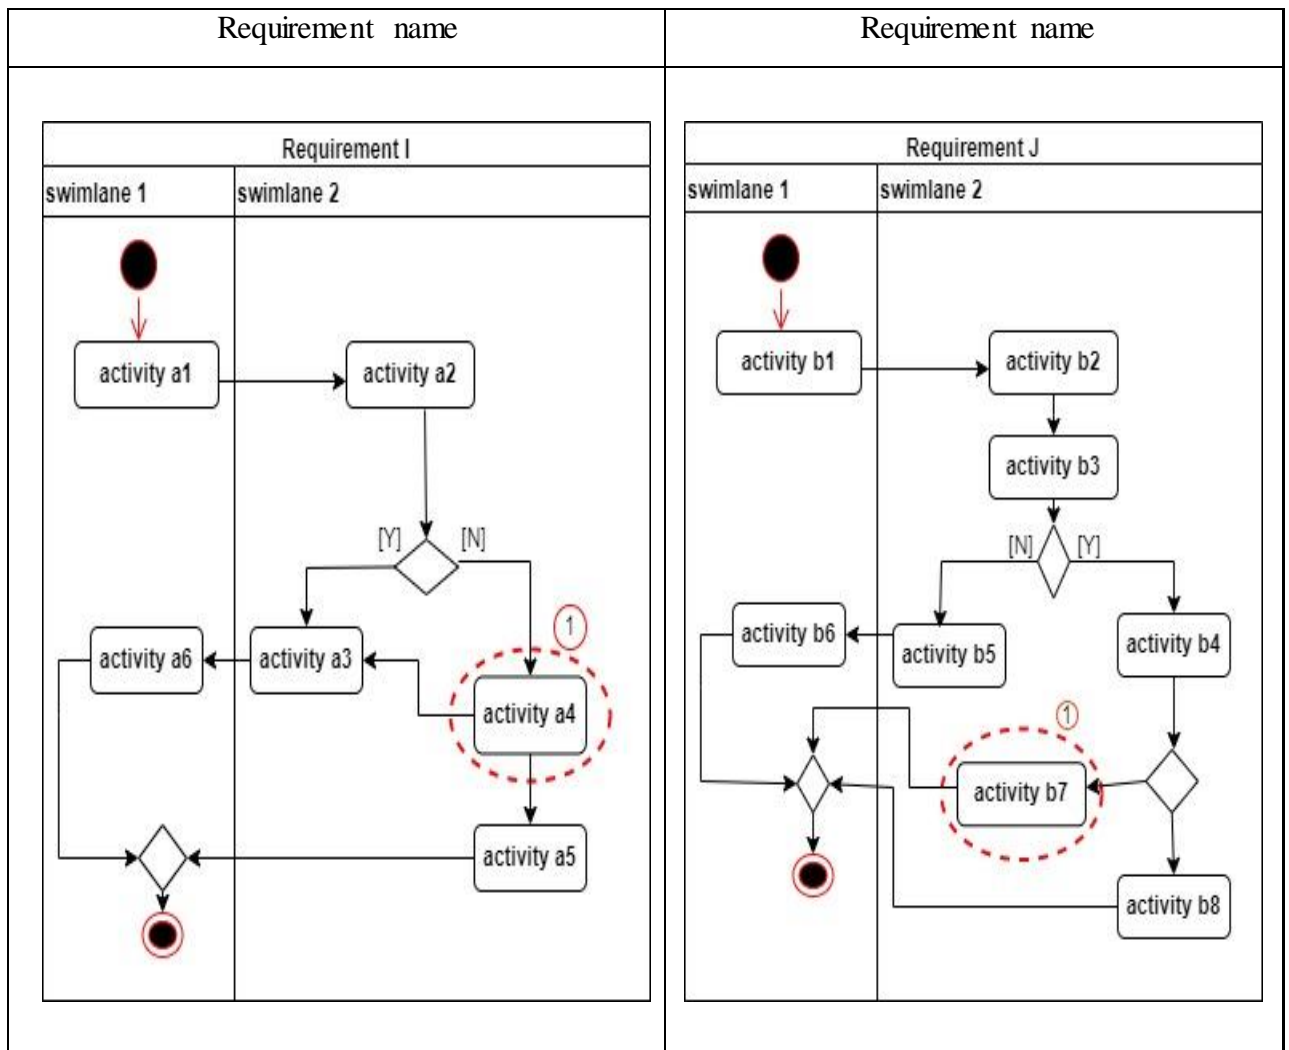 Requirement name
Requirement name
Requirement I
swimlane 1
swimlane 2
activity a1
activity a2
[Y]
[N]
1
activity a6
activity a3
activity a4
activity a5
Requirement J
swimlane 1
swimlane 2
activity b1
activity b2
activity b3
[N]
[Y]
activity b6
activity b5
activity b4
1
activity b7
activity b8